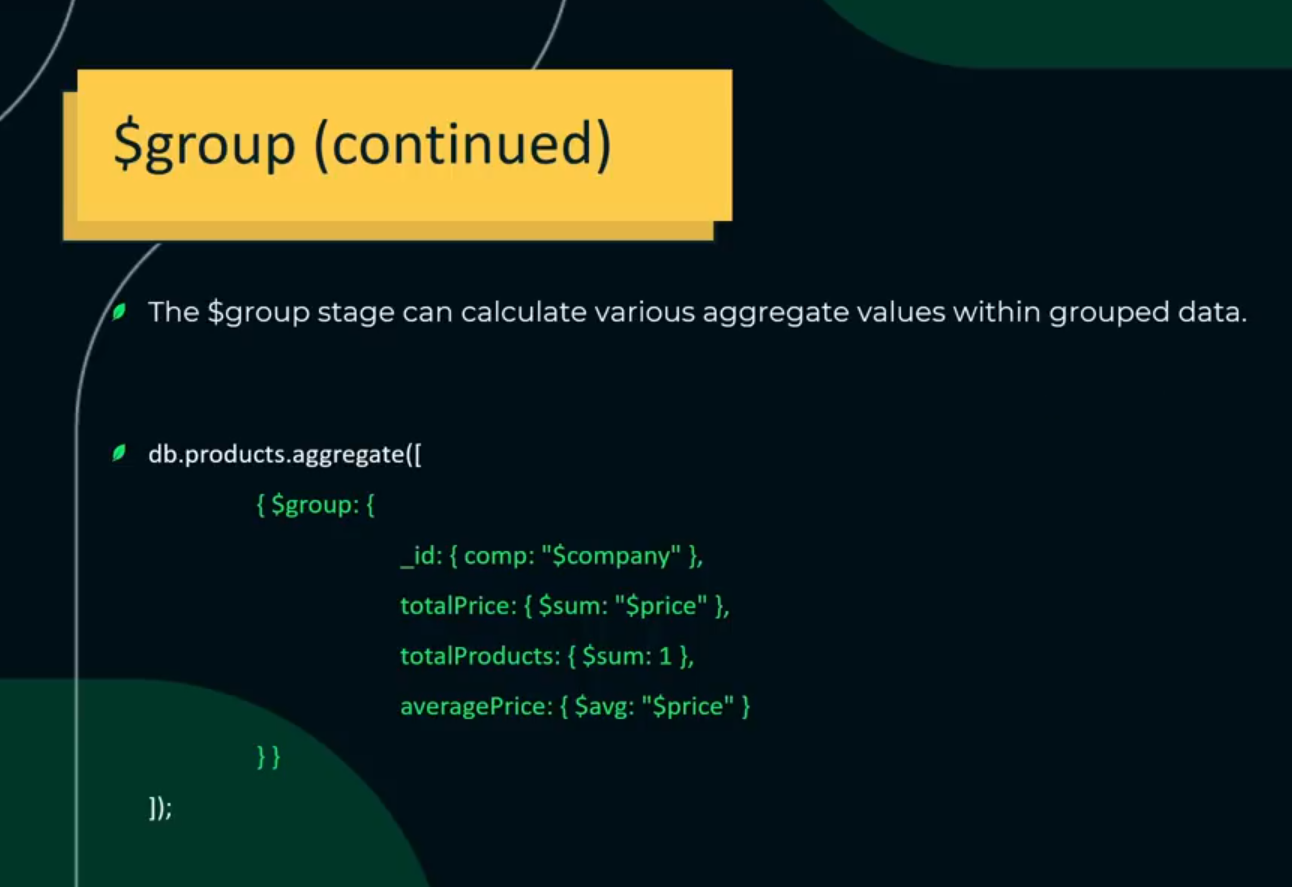 $group (continued)
The $group stage can calculate various aggregate values within grouped data.
db.products.aggregate([
{ $group: {
_id: { comp: "$company" },
totalPrice: { $sum: "$price" },
totalProducts: { $sum: 1 },
averagePrice: { $avg: "$price" }
} }
]);